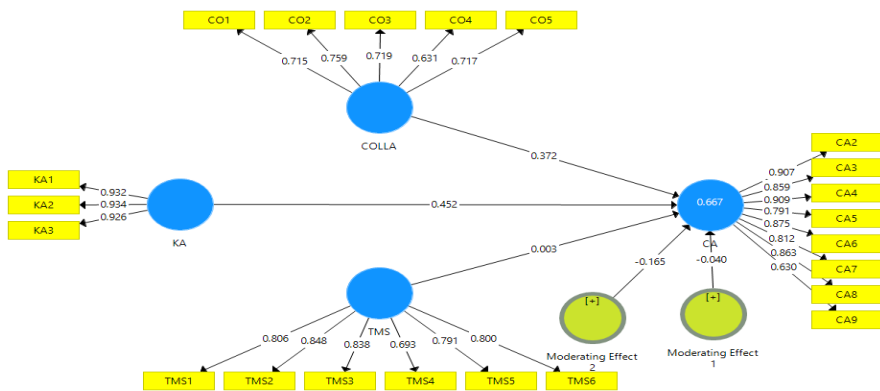 CO1 CO2 CO3 CO4 CO5
0.715 0.759 0.719 0.631 0.717
COLLA
0.372
KA1
KA2
KA3
0.932
0.934
0.926
KA
0.452
0.003
TMS
0.806 0.848 0.838 0.693 0.791 0.800
TMS1 TMS2 TMS3 TMS4 TMS5 TMS6
0.667
CA
-0.165
-0.040
[+]
Moderating Effect
2
[+]
Moderating Effect
1
0.907
0.859
0.909
0.791
0.875
0.812
0.863
0.630
CA2
CA3
CA4
CA5
CA6
CA7
CA8
CA9